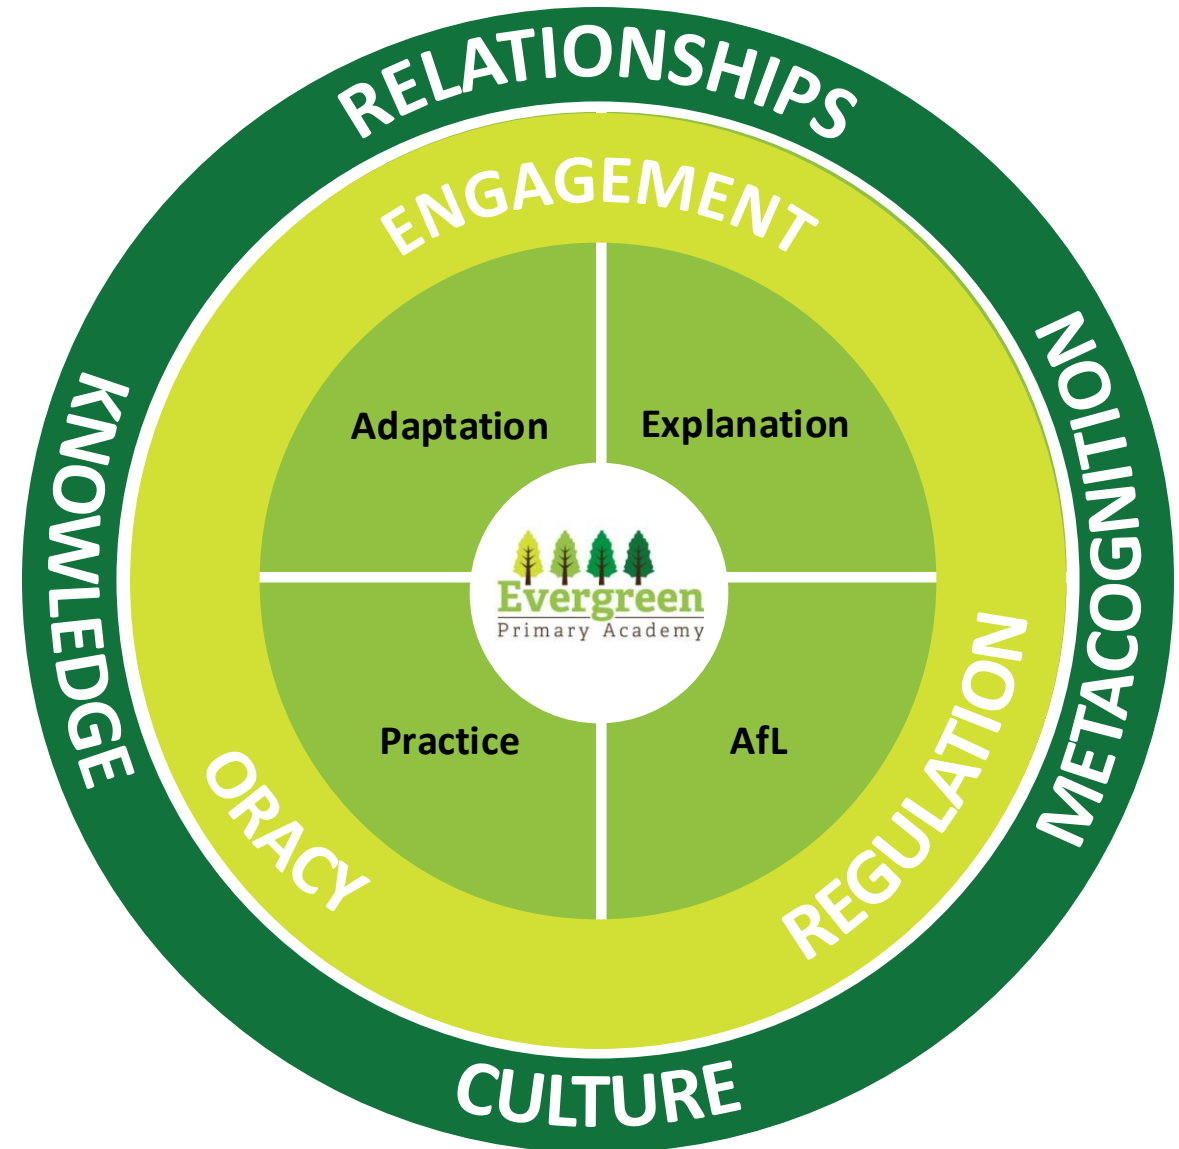 RELATIONSHIPS
ENGAGEMENT
Adaptation
Explanation
KNOWLEDGE
METACOGNITION
Evergreen
Primary Academy
Practice
AfL
ORACY
REGULATION
CULTURE